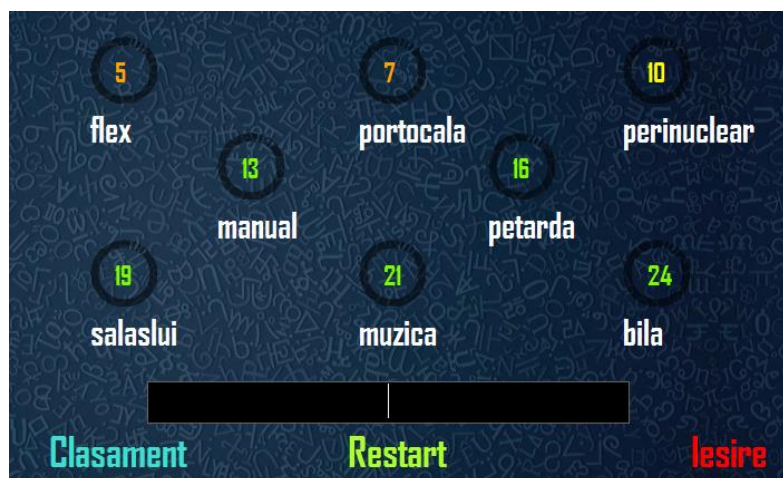 5 7 10
flex portocala perinuclear
13 16
manual petarda
19 21 24
salaslui muzica bila
Clasament Restart Iesire